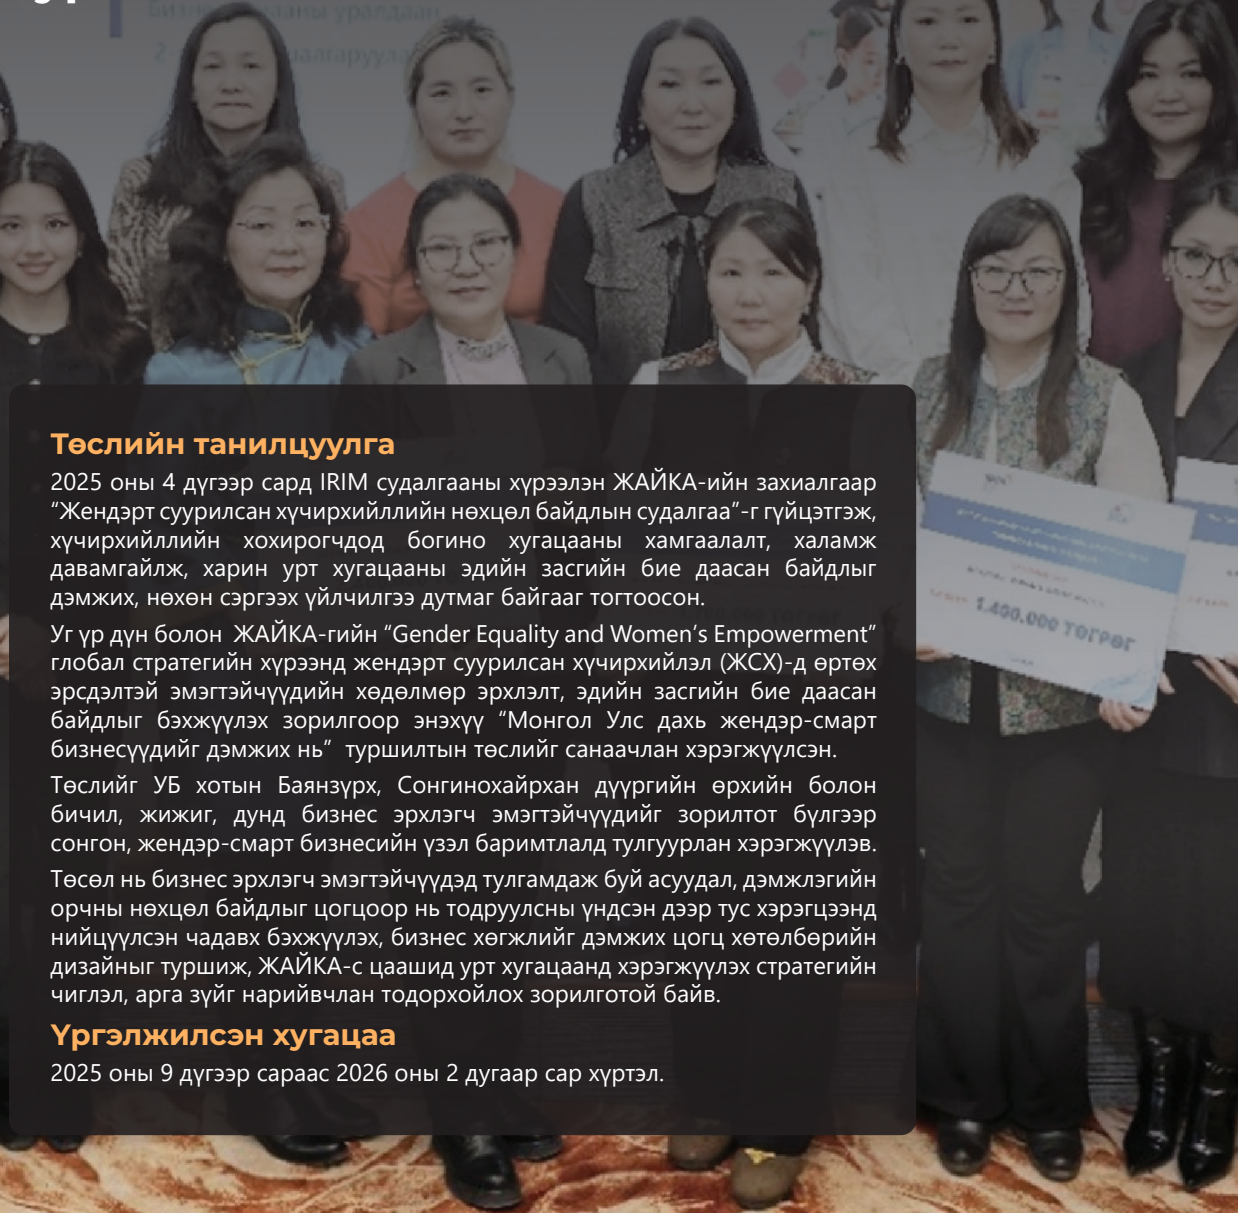 Төслийн танилцуулга
2025 оны 4 дүгээр сард IRIM судалгааны хүрээлэн ЖАЙКА-ийн захиалгаар
“Жендэрт суурилсан хүчирхийллийн нөхцөл байдлын судалгаа”-г гүйцэтгэж,
хүчирхийллийн хохирогчдод богино хугацааны хамгаалалт, халамж
давамгайлж, харин урт хугацааны эдийн засгийн бие даасан байдлыг
дэмжих, нөхөн сэргээх үйлчилгээ дутмаг байгааг тогтоосон.
Уг үр дүн болон ЖАЙКА-гийн “Gender Equality and Women’s Empowerment”
глобал стратегийн хүрээнд жендэрт суурилсан хүчирхийлэл (ЖСХ)-д өртөх
эрсдэлтэй эмэгтэйчүүдийн хөдөлмөр эрхлэлт, эдийн засгийн бие даасан
байдлыг бэхжүүлэх зорилгоор энэхүү “Монгол Улс дахь жендэр-смарт
бизнесүүдийг дэмжих нь” туршилтын төслийг санаачлан хэрэгжүүлсэн.
Төслийг УБ хотын Баянзүрх, Сонгинохайрхан дүүргийн өрхийн болон
бичил, жижиг, дунд бизнес эрхлэгч эмэгтэйчүүдийг зорилтот бүлгээр
сонгон, жендэр-смарт бизнесийн үзэл баримтлалд тулгуурлан хэрэгжүүлэв.
Төсөл нь бизнес эрхлэгч эмэгтэйчүүдэд тулгамдаж буй асуудал, дэмжлэгийн
орчны нөхцөл байдлыг цогцоор нь тодруулсны үндсэн дээр тус хэрэгцээнд
нийцүүлсэн чадавх бэхжүүлэх, бизнес хөгжлийг дэмжих цогц хөтөлбөрийн
дизайныг туршиж, ЖАЙКА-с цаашид урт хугацаанд хэрэгжүүлэх стратегийн
чиглэл, арга зүйг нарийвчлан тодорхойлох зорилготой байв.
Үргэлжилсэн хугацаа
2025 оны 9 дүгээр сараас 2026 оны 2 дугаар сар хүртэл.
1.400.000 ТӨГРӨГ